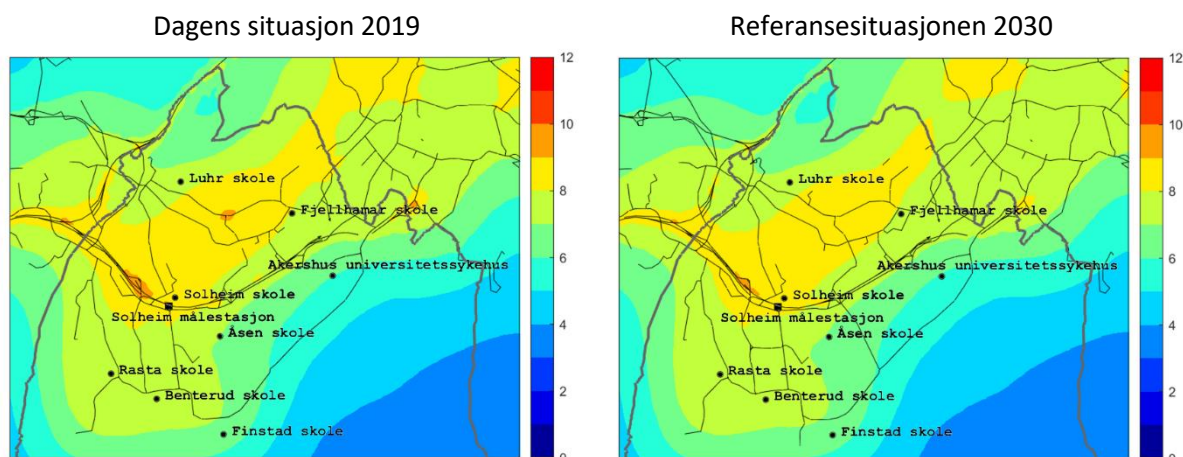 Dagens situasjon 2019
Referansesituasjonen 2030
12
10
8
6
4
2
0
Luhr skole
Fjellhamar skole
Akershus universitetssykehus
Solheim skole
Solheim målestasjon
Åsen skole
Rasta skole
Benterud skole
Finstad skole
12
10
8
6
4
2
0
Luhr skole
Fjellhamar skole
Akershus universitetssykehus
Solheim skole
Solheim målestasjon
Åsen skole
Rasta skole
Benterud skole
Finstad skole